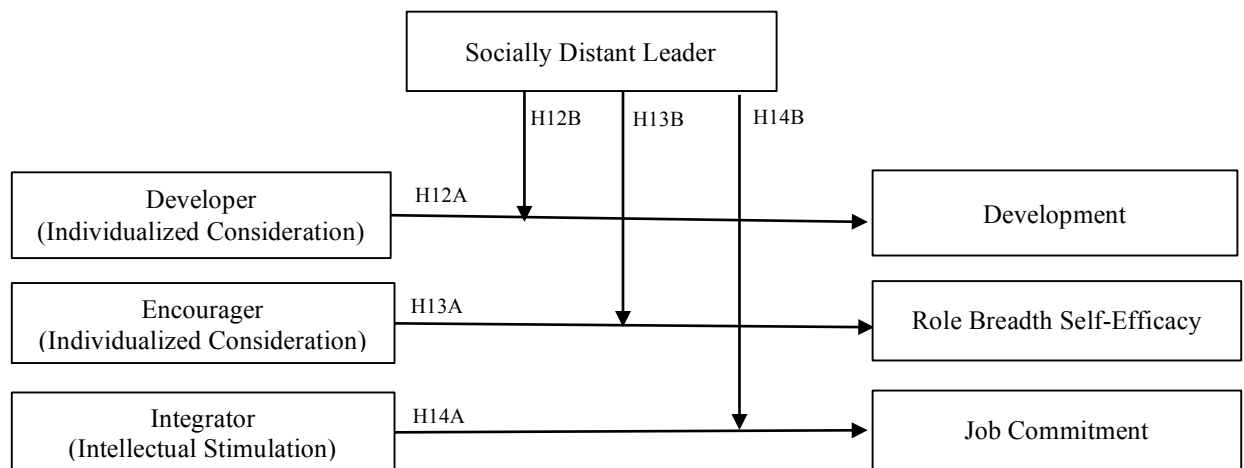 Socially Distant Leader
H12B
H13B
H14B
Developer
(Individualized Consideration)
H12A
Development
Encourager
(Individualized Consideration)
H13A
Role Breadth Self-Efficacy
Integrator
(Intellectual Stimulation)
H14A
Job Commitment